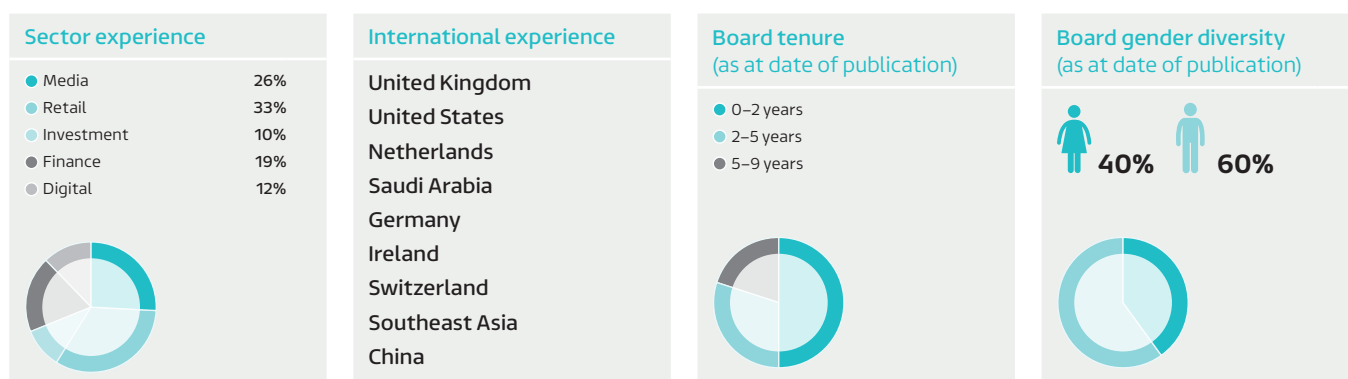 Sector experience
Media 26%
Retail 33%
Investment 10%
Finance 19%
Digital 12%
International experience
United Kingdom
United States
Netherlands
Saudi Arabia
Germany
Ireland
Switzerland
Southeast Asia
China
Board tenure
(as at date of publication)
0–2 years
2–5 years
5–9 years
Board gender diversity
(as at date of publication)
40% 60%